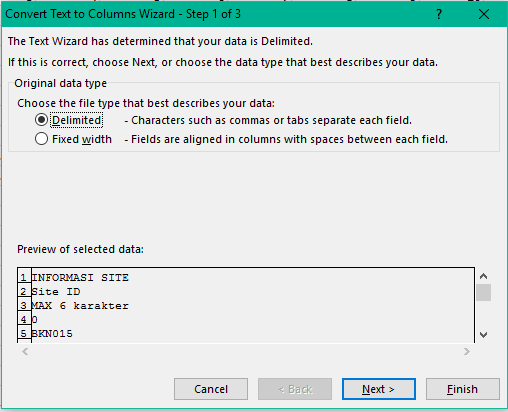 Convert Text to Columns Wizard - Step 1 of 3 ?
The Text Wizard has determined that your data is Delimited.
If this is correct, choose Next, or choose the data type that best describes your data.
Original data type
Choose the file type that best describes your data:
Delimited - Characters such as commas or tabs separate each field.
Fixed width - Fields are aligned in columns with spaces between each field.
Preview of selected data:
1 INFORMASI SITE
2 Site ID
3 MAX 6 karakter
4 0
5 BKN015
Cancel < Back Next > Finish